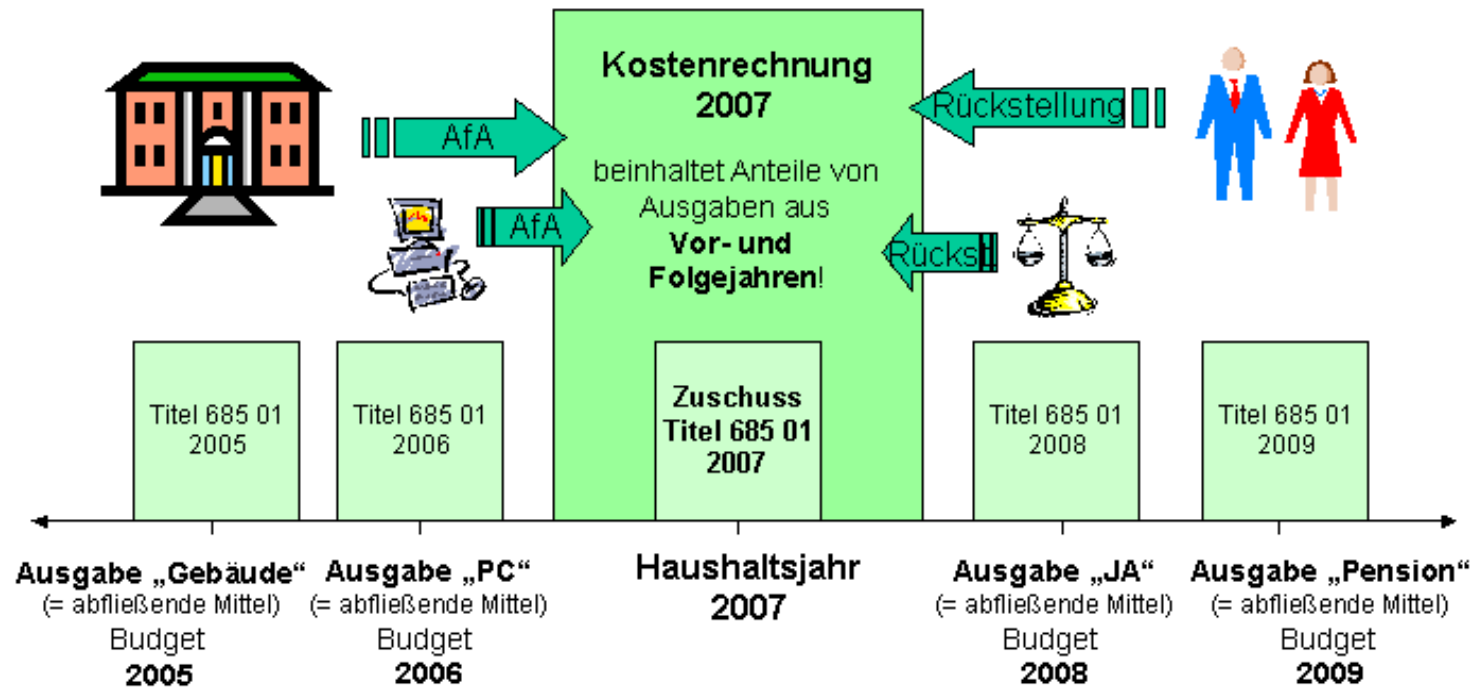 Kostenrechnung
2007
AfA
Rückstellung
beinhaltet Anteile von
Ausgaben aus
Vor- und
Folgejahren!
AfA
Rückst.
Titel 685 01
2005
Titel 685 01
2006
Zuschuss
Titel 685 01
2007
Titel 685 01
2008
Titel 685 01
2009
Ausgabe „Gebäude“
(= abfließende Mittel)
Budget
2005
Ausgabe „PC“
(= abfließende Mittel)
Budget
2006
Haushaltsjahr
2007
Ausgabe „JA“
(= abfließende Mittel)
Budget
2008
Ausgabe „Pension“
(= abfließende Mittel)
Budget
2009